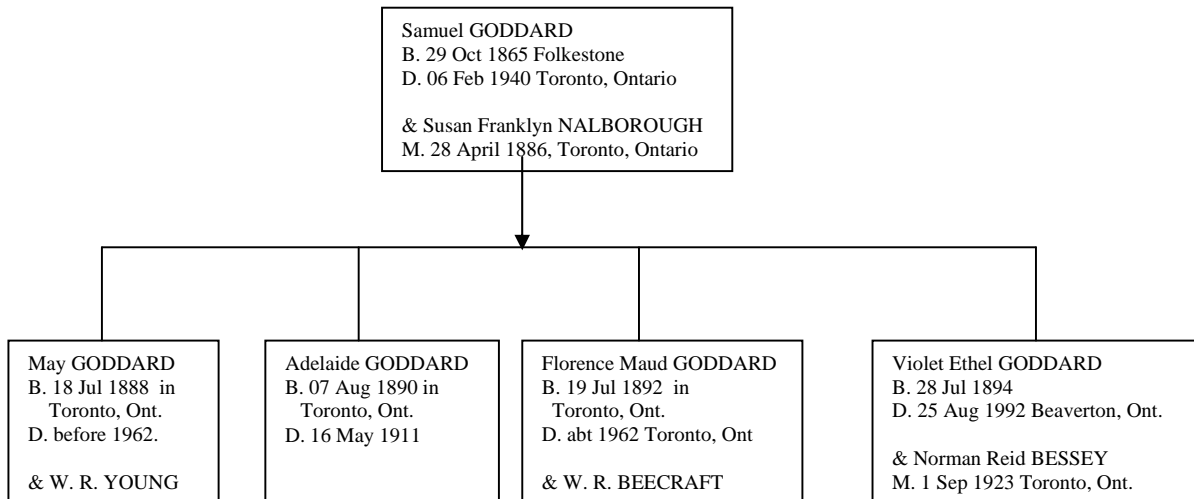 Samuel GODDARD
B. 29 Oct 1865 Folkestone
D. 06 Feb 1940 Toronto, Ontario
& Susan Franklyn NALBOROUGH
M. 28 April 1886, Toronto, Ontario
May GODDARD
B. 18 Jul 1888 in
Toronto, Ont.
D. before 1962.
& W. R. YOUNG
Adelaide GODDARD
B. 07 Aug 1890 in
Toronto, Ont.
D. 16 May 1911
Florence Maud GODDARD
B. 19 Jul 1892 in
Toronto, Ont.
D. abt 1962 Toronto, Ont
& W. R. BEECRAFT
Violet Ethel GODDARD
B. 28 Jul 1894
D. 25 Aug 1992 Beaverton, Ont.
& Norman Reid BESSEY
M. 1 Sep 1923 Toronto, Ont.